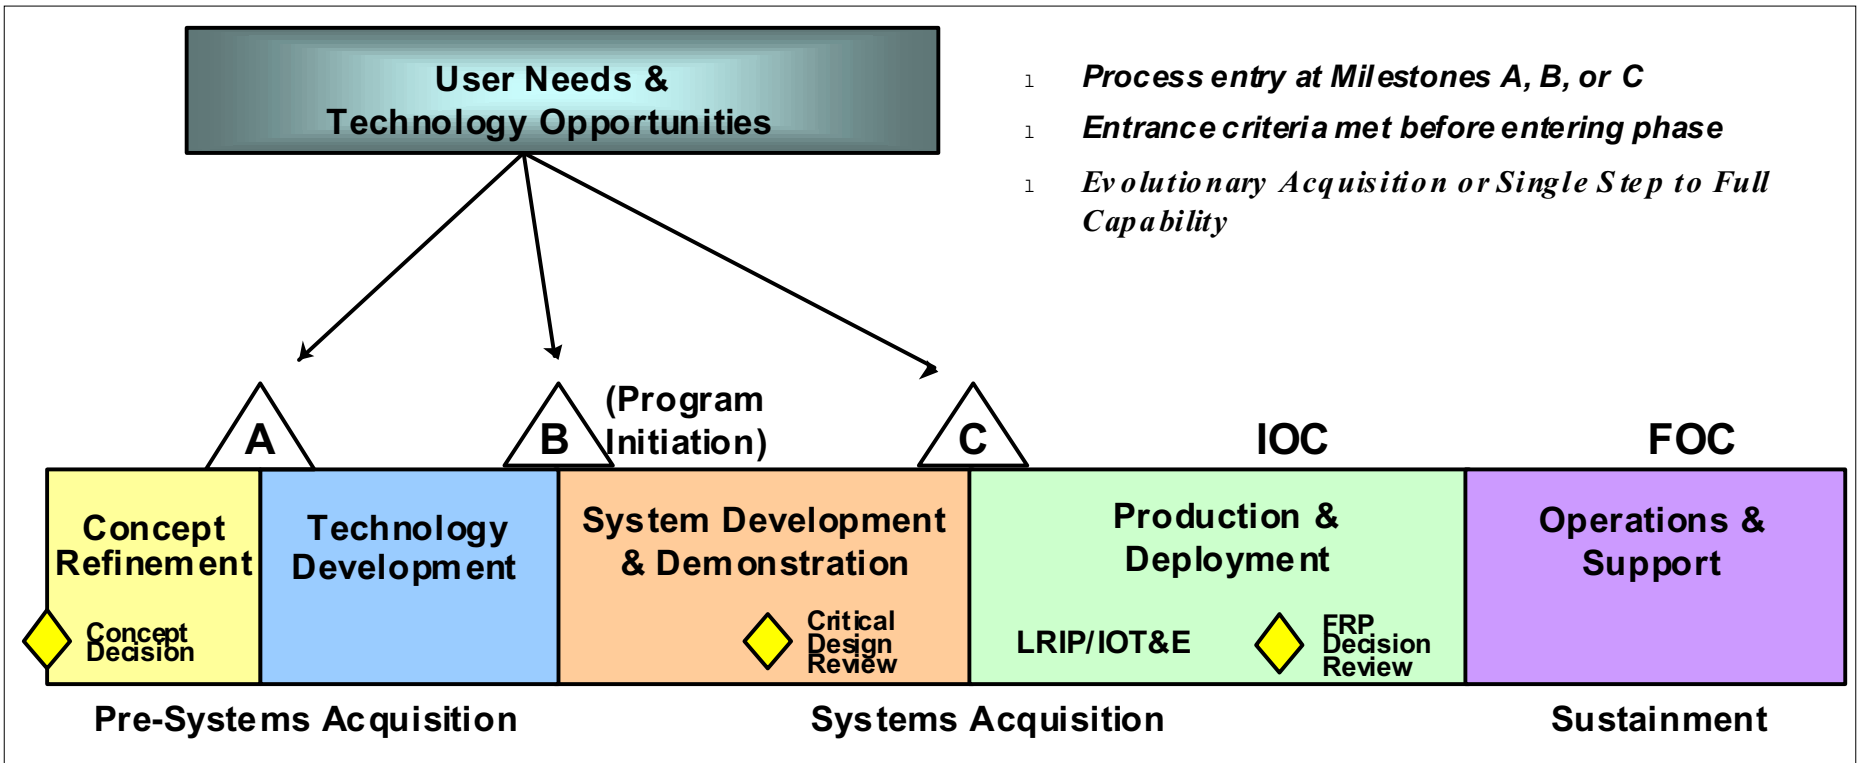 User Needs &
Technology Opportunities
l Process entry at Milestones A, B, or C
l Entrance criteria met before entering phase
l Evolutionary Acquisition or Single Step to Full
Capability
A
B
(Program
Initiation)
C
IOC
FOC
Concept
Refinement
Technology
Development
System Development
& Demonstration
Production &
Deployment
Operations &
Support
Concept
Decision
Critical
Design
Review
LRIP/IOT&E
FRP
Decision
Review
Pre-Systems Acquisition
Systems Acquisition
Sustainment